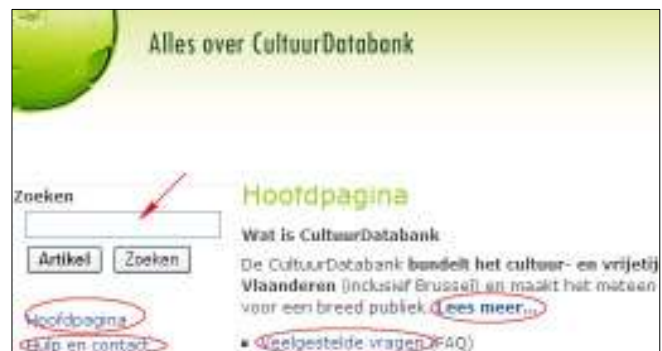 Alles over CultuurDatabank
Zoeken
Artikel Zoeken
Hoofdpagina
Hulp en contact
Hoofdpagina
Wat is CultuurDatabank
De CultuurDatabank bundelt het cultuur- en vrijetij
Vlaanderen (inclusief Brussel) en maakt het meteen
voor een breed publiek. Lees meer...
▪ Veelgestelde vragen (FAQ)